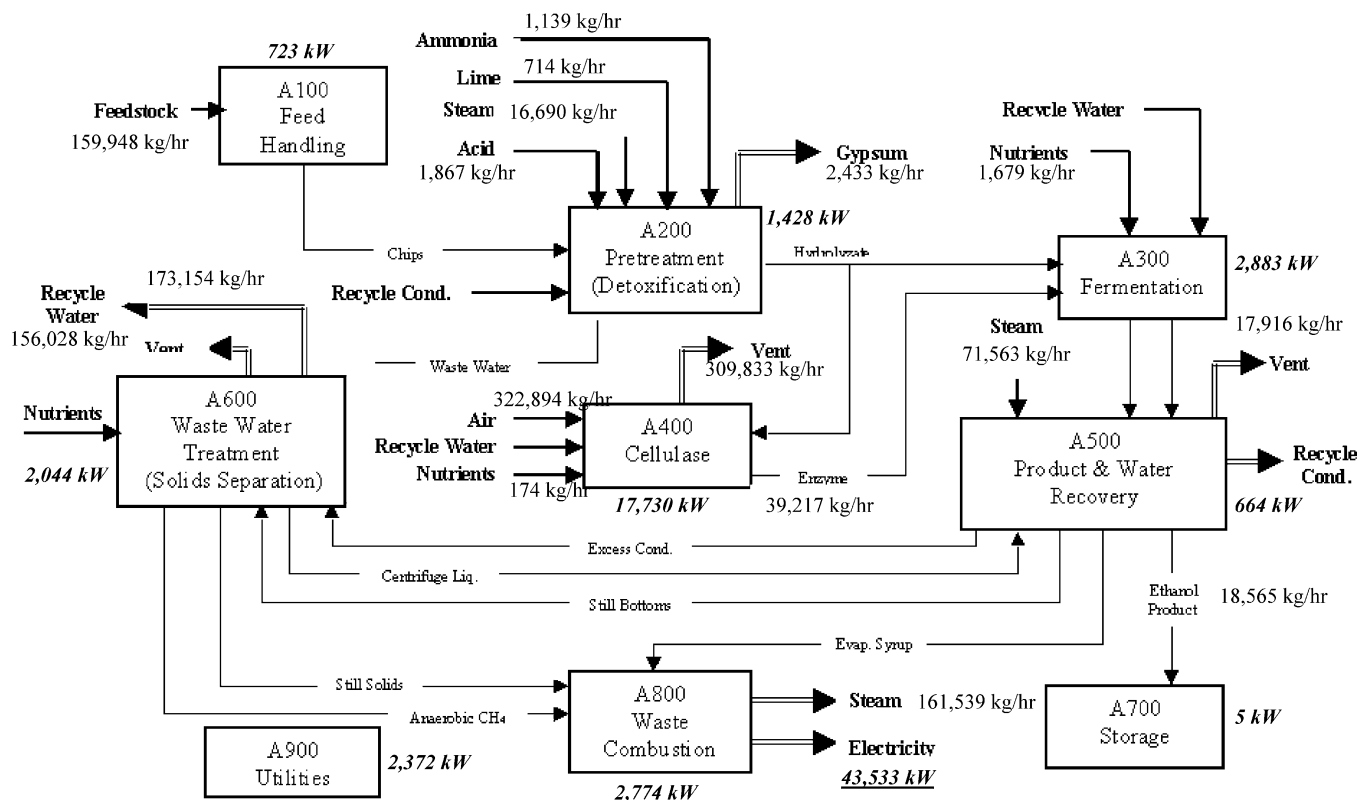 1,139 kg/hr
Ammonia
723 kW
714 kg/hr
Lime
A100
Feed
Handling
Feedstock
159,948 kg/hr
Steam
16,690 kg/hr
Recycle Water
Acid
1,867 kg/hr
Gypsum
2,433 kg/hr
Nutrients
1,679 kg/hr
1,428 kW
A200
Pretreatment
(Detoxification)
Chips
Hydrolyzate
A300
Fermentation
2,883 kW
173,154 kg/hr
Recycle
Water
156,028 kg/hr
Recycle Cond.
Steam
71,563 kg/hr
17,916 kg/hr
Vent
Waste Water
Vent
309,833 kg/hr
Vent
A600
Waste Water
Treatment
(Solids Separation)
Nutrients
2,044 kW
322,894 kg/hr
Air
Recycle Water
Nutrients
174 kg/hr
A400
Cellulase
17,730 kW
Enzyme
39,217 kg/hr
A500
Product & Water
Recovery
Recycle
Cond.
664 kW
Excess Cond.
Centrifuge Liq.
Still Bottoms
Ethanol
Product
18,565 kg/hr
Evap. Syrup
Still Solids
Anaerobic CH4
A800
Waste
Combustion
2,774 kW
Steam
161,539 kg/hr
Electricity
43,533 kW
A700
Storage
5 kW
A900
Utilities
2,372 kW